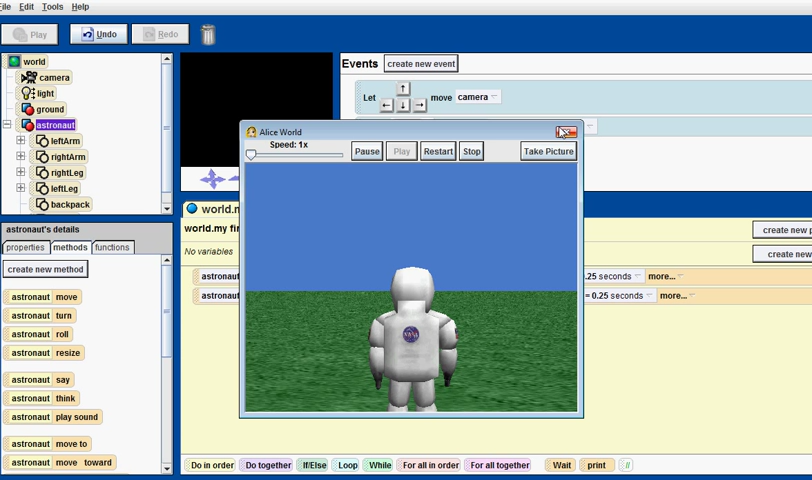 File Edit Tools Help
Play Undo Redo
world
camera
light
ground
astronaut
leftArm
rightArm
rightLeg
leftLeg
backpack
Events create new event
Let move camera
Alice World
Speed: 1x
Pause Play Restart Stop Take Picture
astronaut's details
properties methods functions
create new method
astronaut move
astronaut turn
astronaut roll
astronaut resize
astronaut say
astronaut think
astronaut play sound
astronaut move to
astronaut move toward
world.m
world.my fir
create new p
No variables
create new
astronaut .25 seconds more...
astronaut = 0.25 seconds more...
NASA
Do in order Do together If/Else Loop While For all in order For all together Wait print //